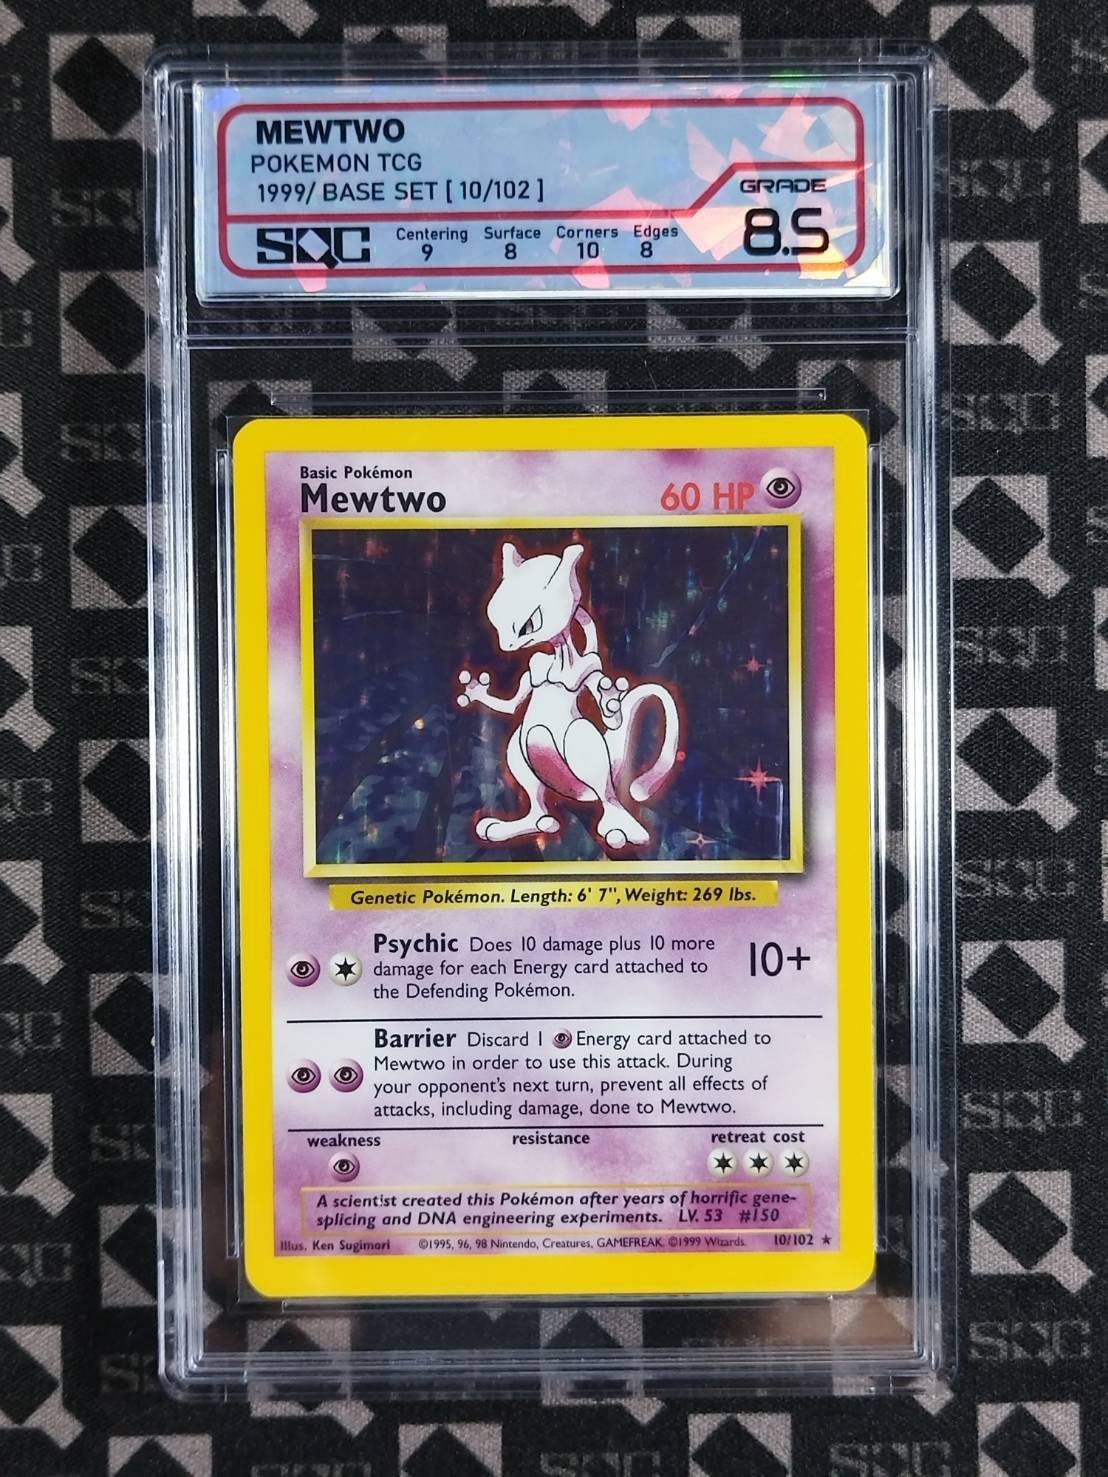 MEWTWO
POKEMON TCG
1999/ BASE SET [ 10/102 ]
GRADE
8.5
SQC
Centering Surface Corners Edges
9 8 10 8
Basic Pokémon
Mewtwo
60 HP
Genetic Pokémon. Length: 6' 7", Weight: 269 lbs.
Psychic Does 10 damage plus 10 more
damage for each Energy card attached to
the Defending Pokémon.
10+
Barrier Discard 1 Energy card attached to
Mewtwo in order to use this attack. During
your opponent's next turn, prevent all effects of
attacks, including damage, done to Mewtwo.
weakness resistance retreat cost
A scientist created this Pokémon after years of horrific gene-
splicing and DNA engineering experiments. LV. 53 #150
Illus. Ken Sugimori ©1995, 96, 98 Nintendo, Creatures, GAMEFREAK. ©1999 Wizards. 10/102 ★